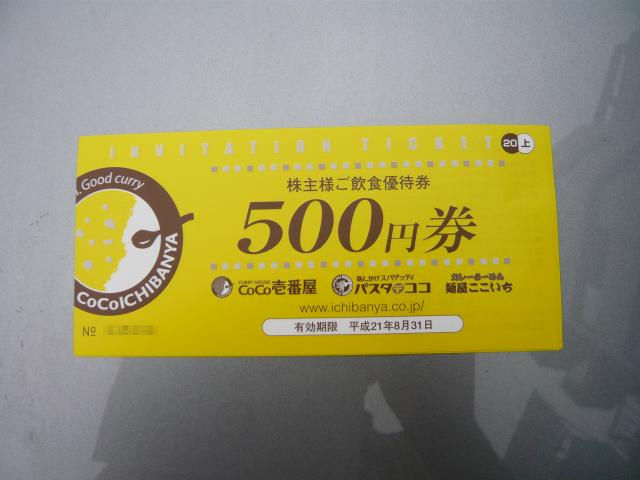 INVITATION TICKET 20 上
株主様ご飲食優待券
500円券
Good curry
CoCoICHIBANYA
CURRY HOUSE
CoCo壱番屋
あんかけスパゲッティ
パスタ・デ・ココ
カレーらーめん
麺屋ここいち
www.ichibanya.co.jp/
有効期限 平成21年8月31日
No